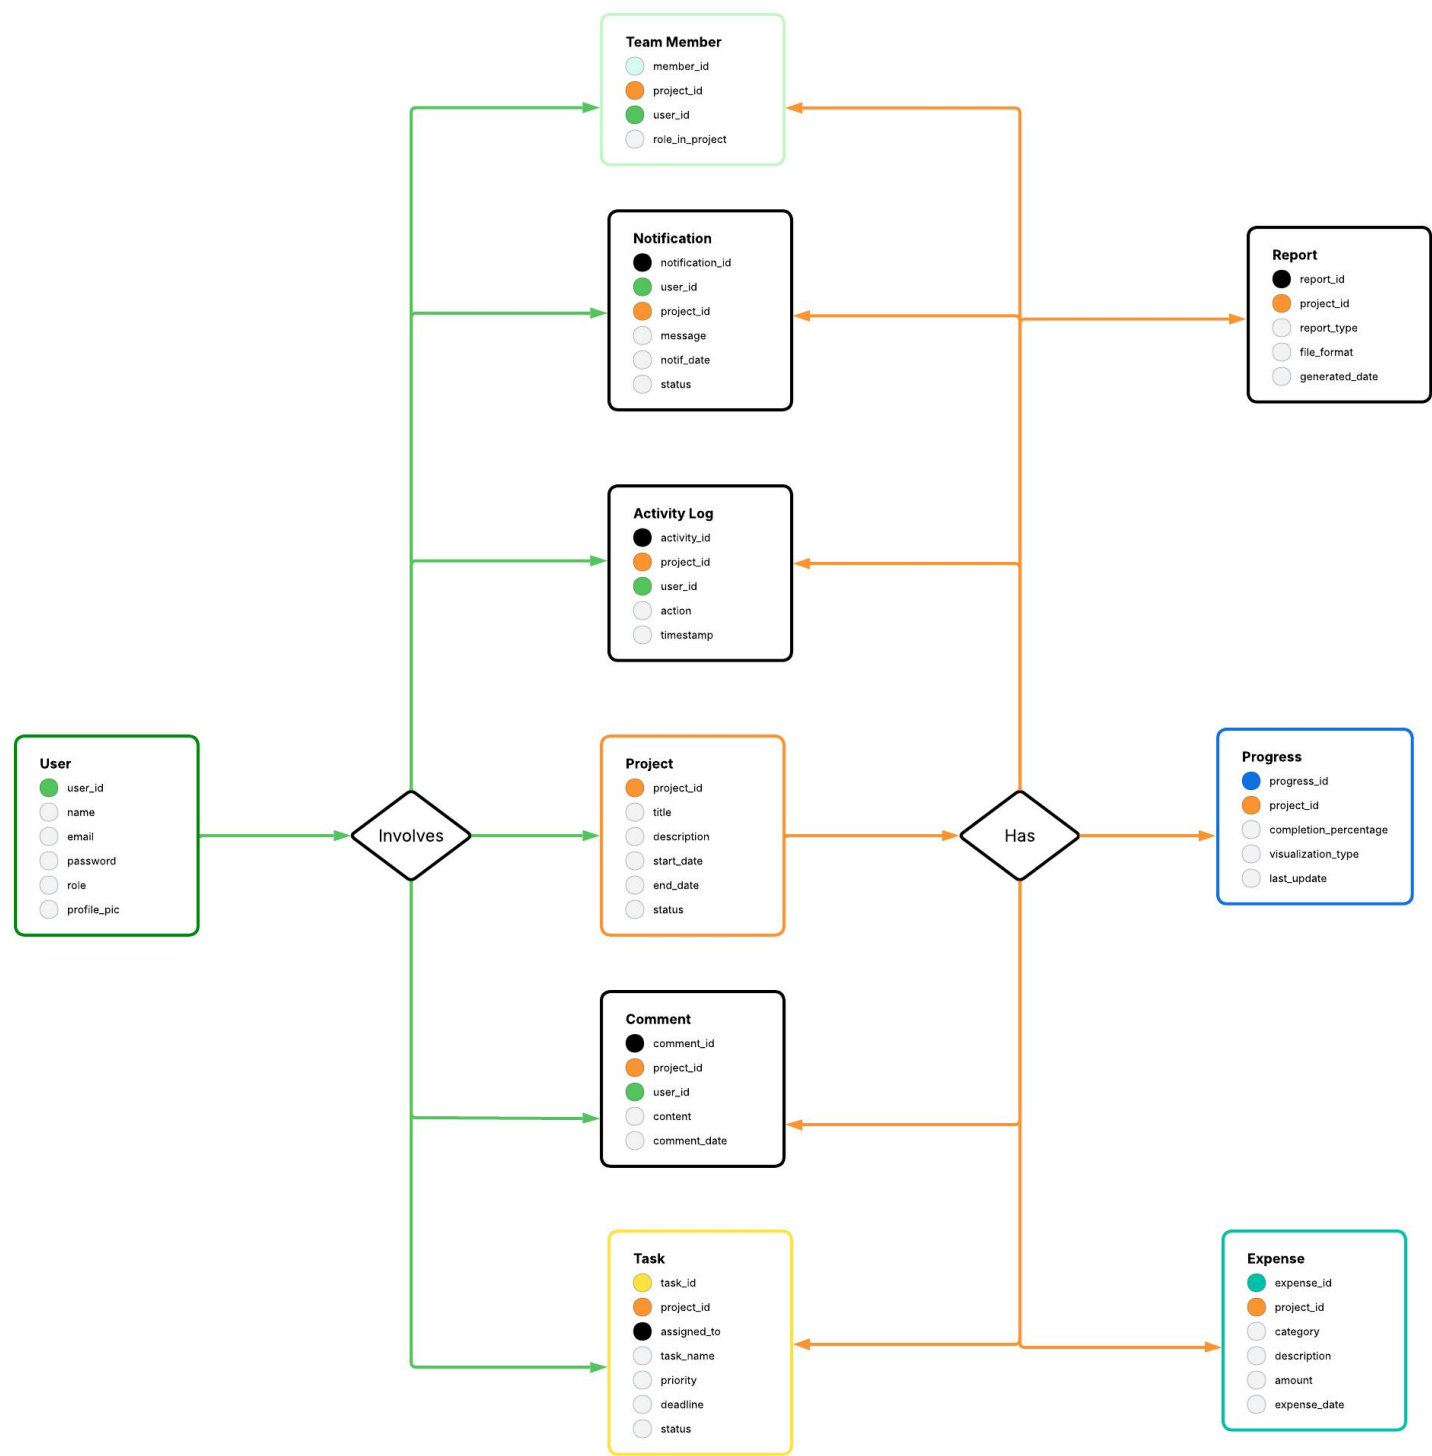 Team Member
member_id
project_id
user_id
role_in_project
Notification
notification_id
user_id
project_id
message
notif_date
status
Report
report_id
project_id
report_type
file_format
generated_date
Activity Log
activity_id
project_id
user_id
action
timestamp
User
user_id
name
email
password
role
profile_pic
Involves
Project
project_id
title
description
start_date
end_date
status
Has
Progress
progress_id
project_id
completion_percentage
visualization_type
last_update
Comment
comment_id
project_id
user_id
content
comment_date
Task
task_id
project_id
assigned_to
task_name
priority
deadline
status
Expense
expense_id
project_id
category
description
amount
expense_date